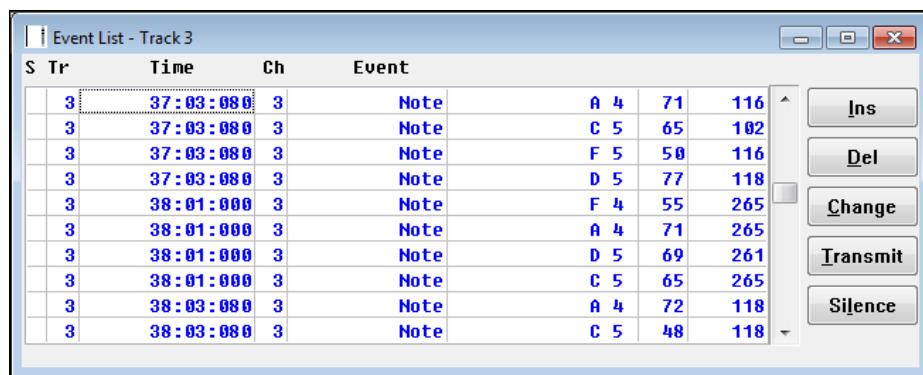 Event List - Track 3
S Tr Time Ch Event
3 37:03:080 3 Note A 4 71 116
3 37:03:080 3 Note C 5 65 102
3 37:03:080 3 Note F 5 50 116
3 37:03:080 3 Note D 5 77 118
3 38:01:000 3 Note F 4 55 265
3 38:01:000 3 Note A 4 71 265
3 38:01:000 3 Note D 5 69 261
3 38:01:000 3 Note C 5 65 265
3 38:03:080 3 Note A 4 72 118
3 38:03:080 3 Note C 5 48 118
Ins
Del
Change
Transmit
Silence